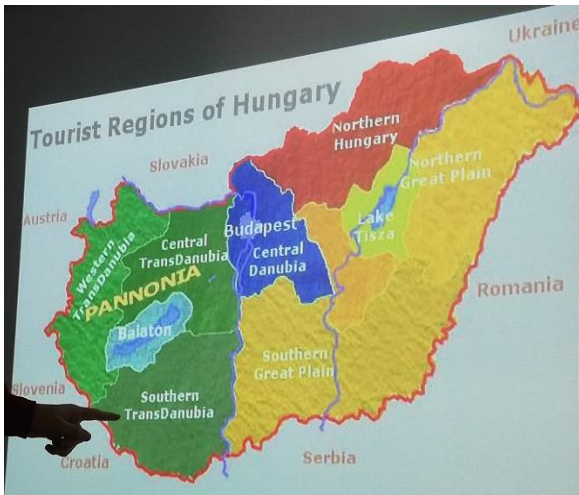 Tourist Regions of Hungary
Ukraine
Slovakia
Northern
Hungary
Northern
Great Plain
Austria
Budapest
Lake
Tisza
Central
TransDanubia
Central
Danubia
Western
TransDanubia
PANNONIA
Romania
Balaton
Southern
Great Plain
Slovenia
Southern
TransDanubia
Croatia
Serbia